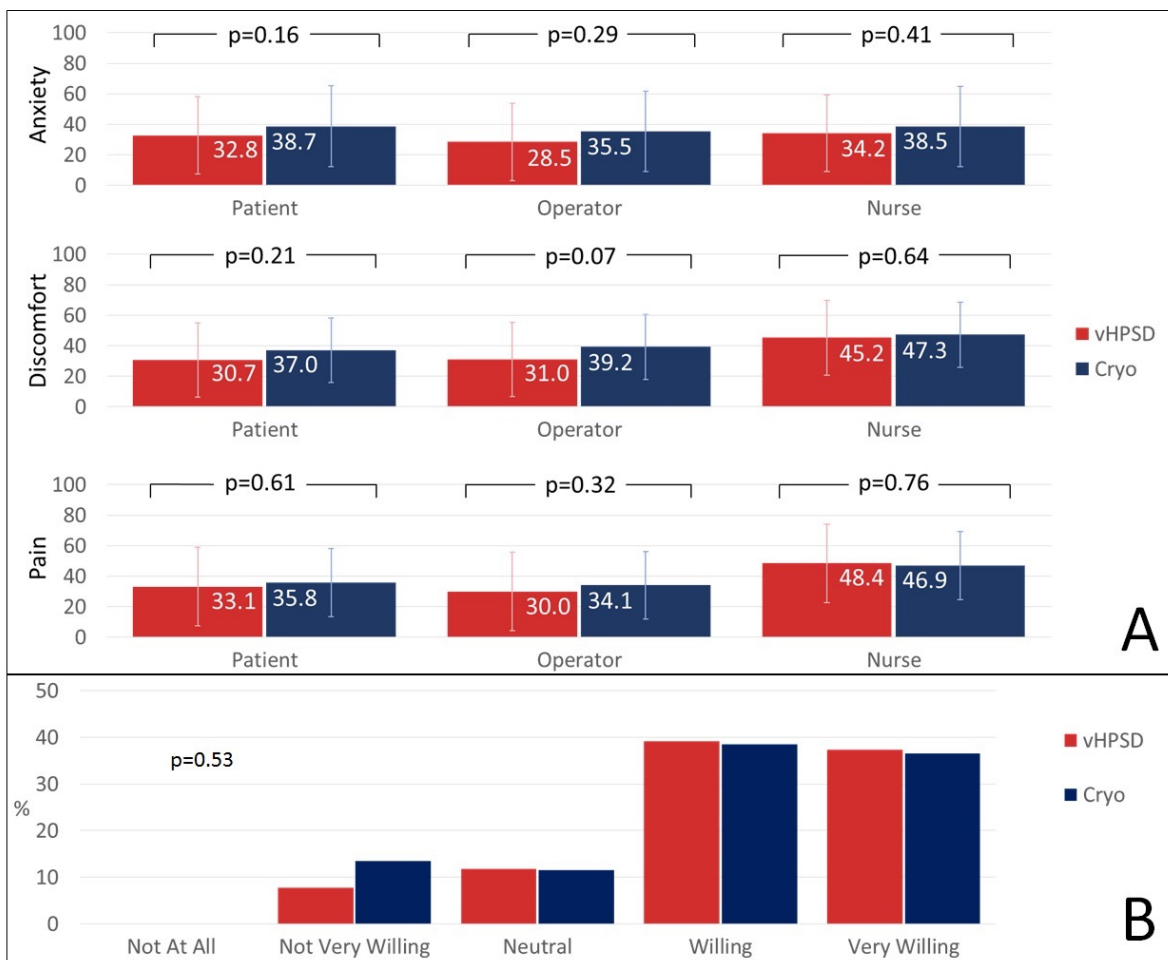 100
80
60
40
20
0
Anxiety
p=0.16
p=0.29
p=0.41
32.8
38.7
28.5
35.5
34.2
38.5
Patient
Operator
Nurse
100
80
60
40
20
0
Discomfort
p=0.21
p=0.07
p=0.64
30.7
37.0
31.0
39.2
45.2
47.3
Patient
Operator
Nurse
vHPSD
Cryo
100
80
60
40
20
0
Pain
p=0.61
p=0.32
p=0.76
33.1
35.8
30.0
34.1
48.4
46.9
Patient
Operator
Nurse
A
50
40
30
20
10
0
%
p=0.53
Not At All
Not Very Willing
Neutral
Willing
Very Willing
vHPSD
Cryo
B